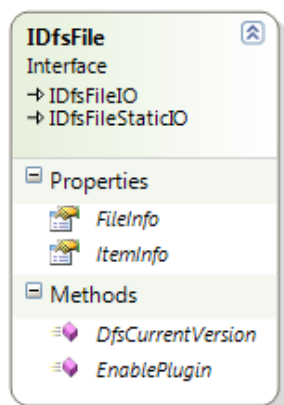 IDfsFile
Interface
IDfsFileIO
IDfsFileStaticIO
Properties
FileInfo
ItemInfo
Methods
DfsCurrentVersion
EnablePlugin